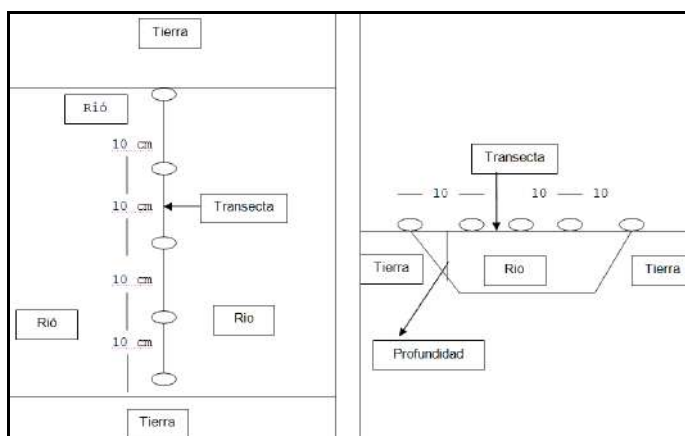 Tierra
Rió
10 cm
10 cm
Transecta
10 cm
Rió
Rio
10 cm
Tierra
Transecta
10
10
10
Tierra
Rio
Tierra
Profundidad